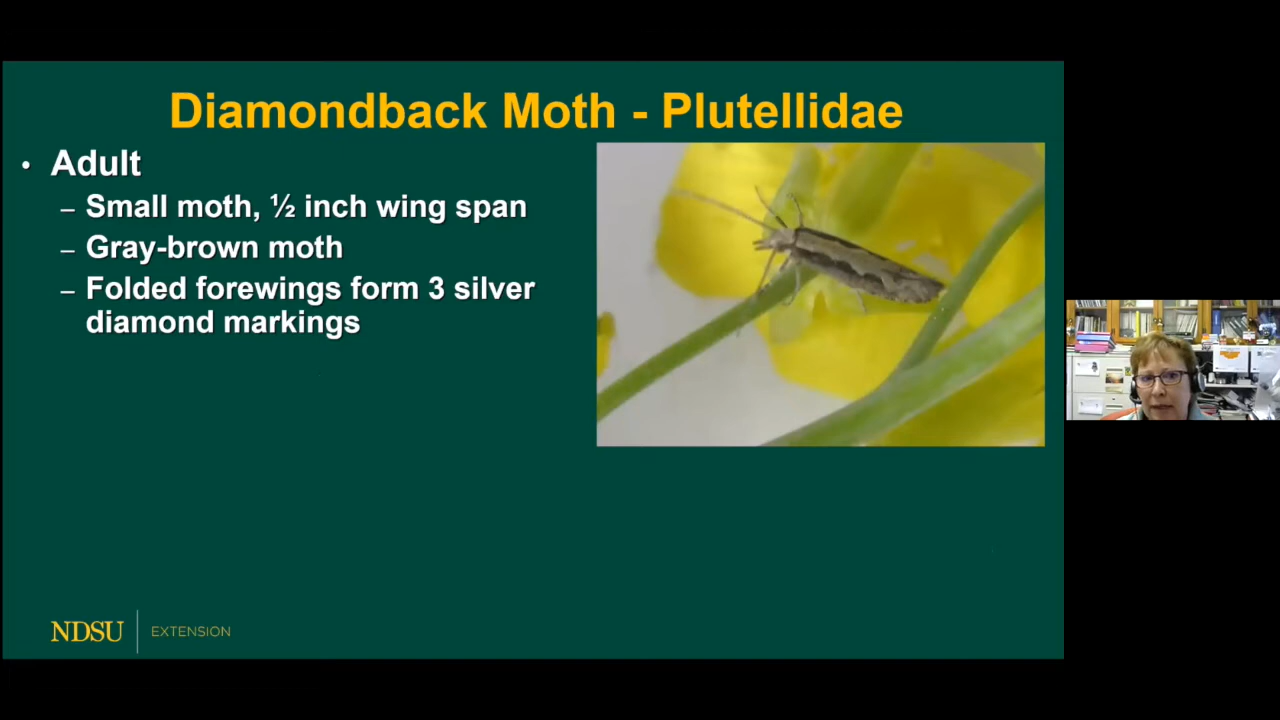 Diamondback Moth - Plutellidae
• Adult
– Small moth, ½ inch wing span
– Gray-brown moth
– Folded forewings form 3 silver
diamond markings
NDSU EXTENSION